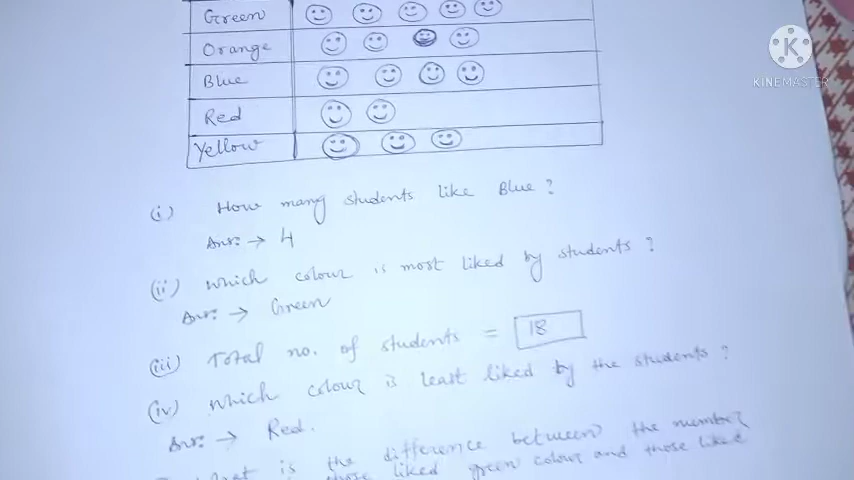 Green
Orange
Blue
Red
Yellow
K
KINEMASTER
(i) How many students like Blue?
Ans: → 4
(ii) which colour is most liked by students?
Ans: → Green
(iii) Total no. of students = 18
(iv) which colour is least liked by the students?
Ans: → Red.
is the difference between the number
those liked green colour and those liked